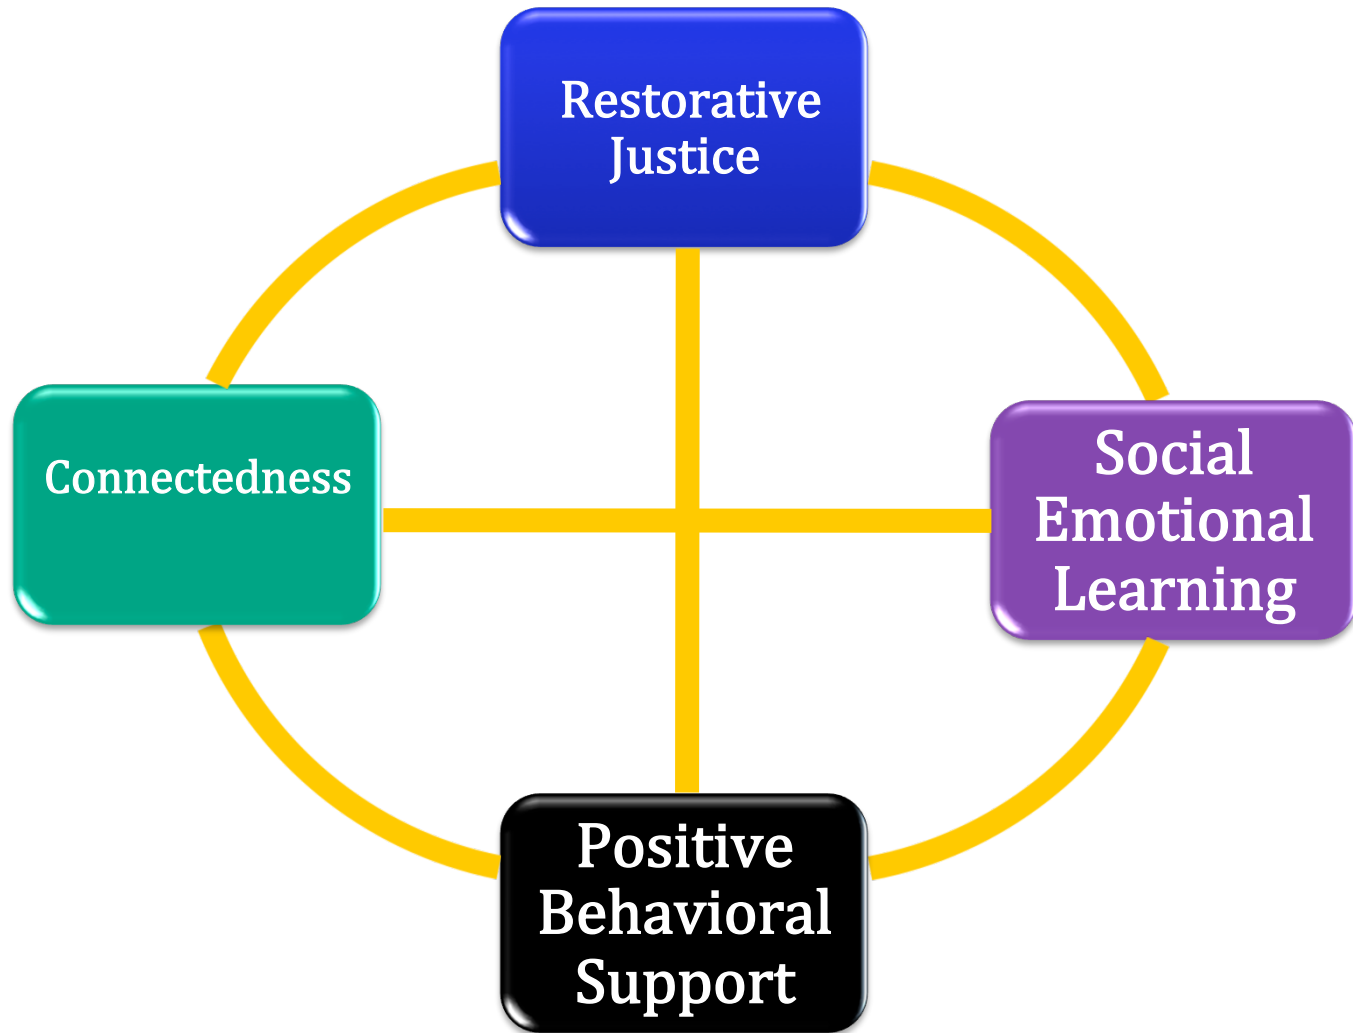 Restorative
Justice
Connectedness
Social
Emotional
Learning
Positive
Behavioral
Support